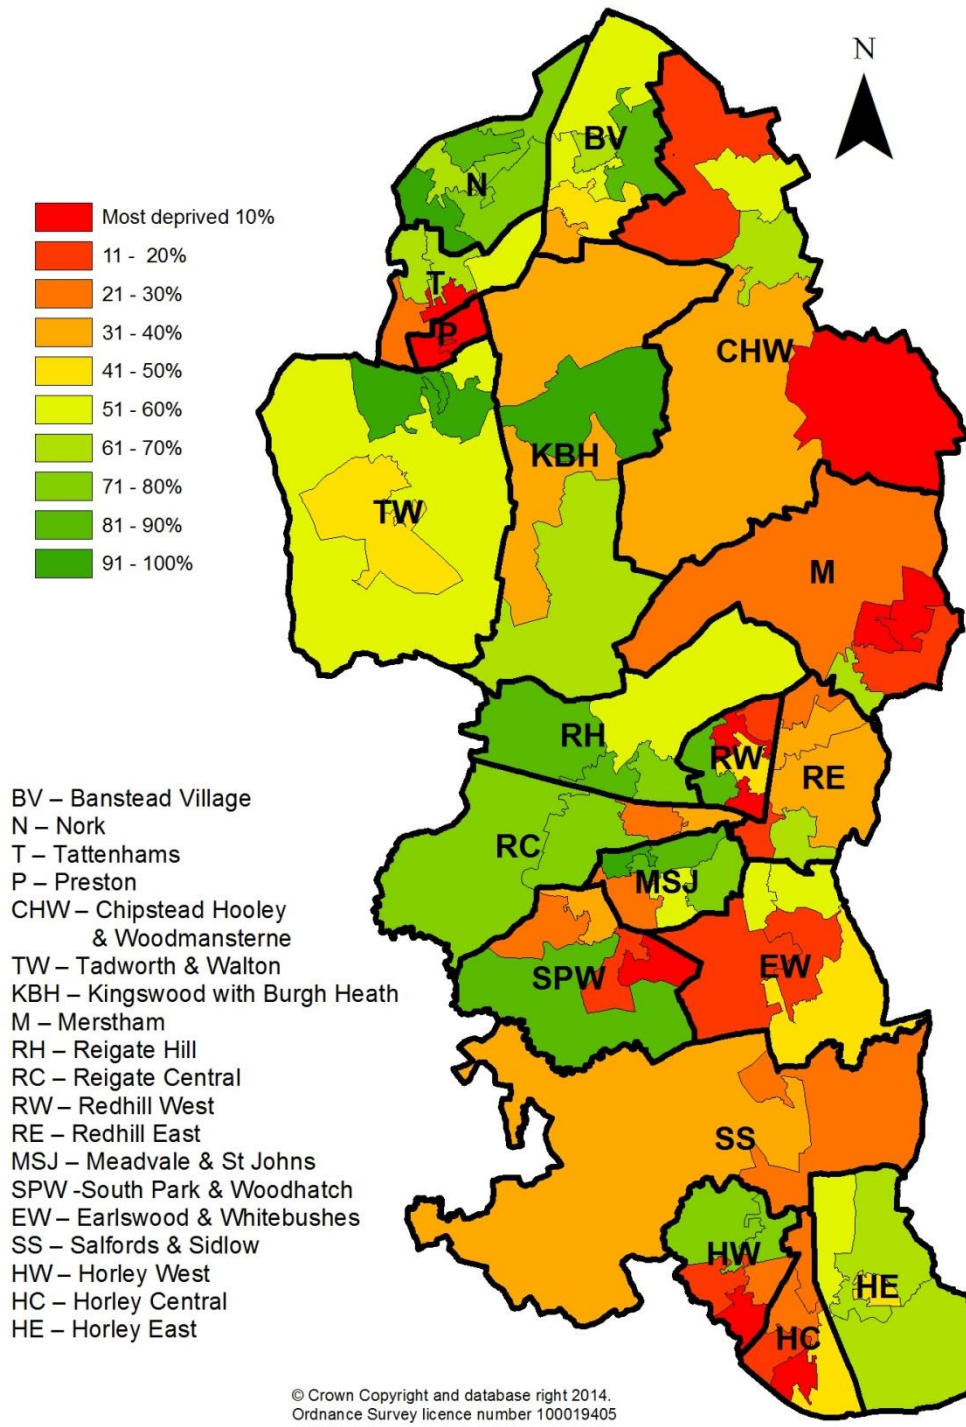 N
Most deprived 10%
11 - 20%
21 - 30%
31 - 40%
41 - 50%
51 - 60%
61 - 70%
71 - 80%
81 - 90%
91 - 100%
BV
N
T
P
CHW
KBH
TW
M
RH
RW
RE
RC
MSJ
SPW
EW
SS
HW
HE
HC
BV – Banstead Village
N – Nork
T – Tattenhams
P – Preston
CHW – Chipstead Hooley
& Woodmansterne
TW – Tadworth & Walton
KBH – Kingswood with Burgh Heath
M – Merstham
RH – Reigate Hill
RC – Reigate Central
RW – Redhill West
RE – Redhill East
MSJ – Meadvale & St Johns
SPW -South Park & Woodhatch
EW – Earlswood & Whitebushes
SS – Salfords & Sidlow
HW – Horley West
HC – Horley Central
HE – Horley East
© Crown Copyright and database right 2014.
Ordnance Survey licence number 100019405